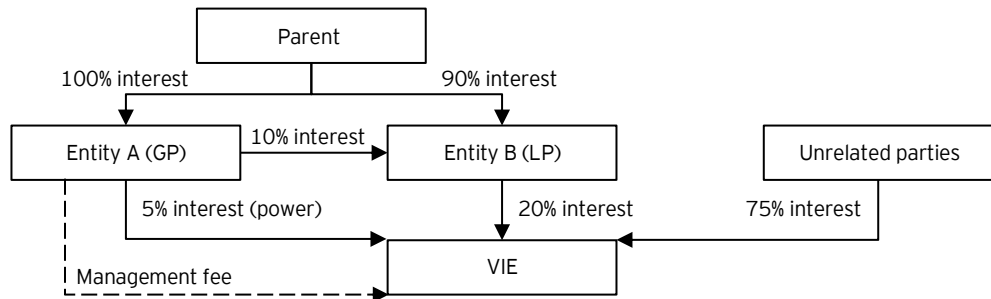 Parent
100% interest
90% interest
Entity A (GP)
10% interest
Entity B (LP)
Unrelated parties
5% interest (power)
20% interest
75% interest
Management fee
VIE